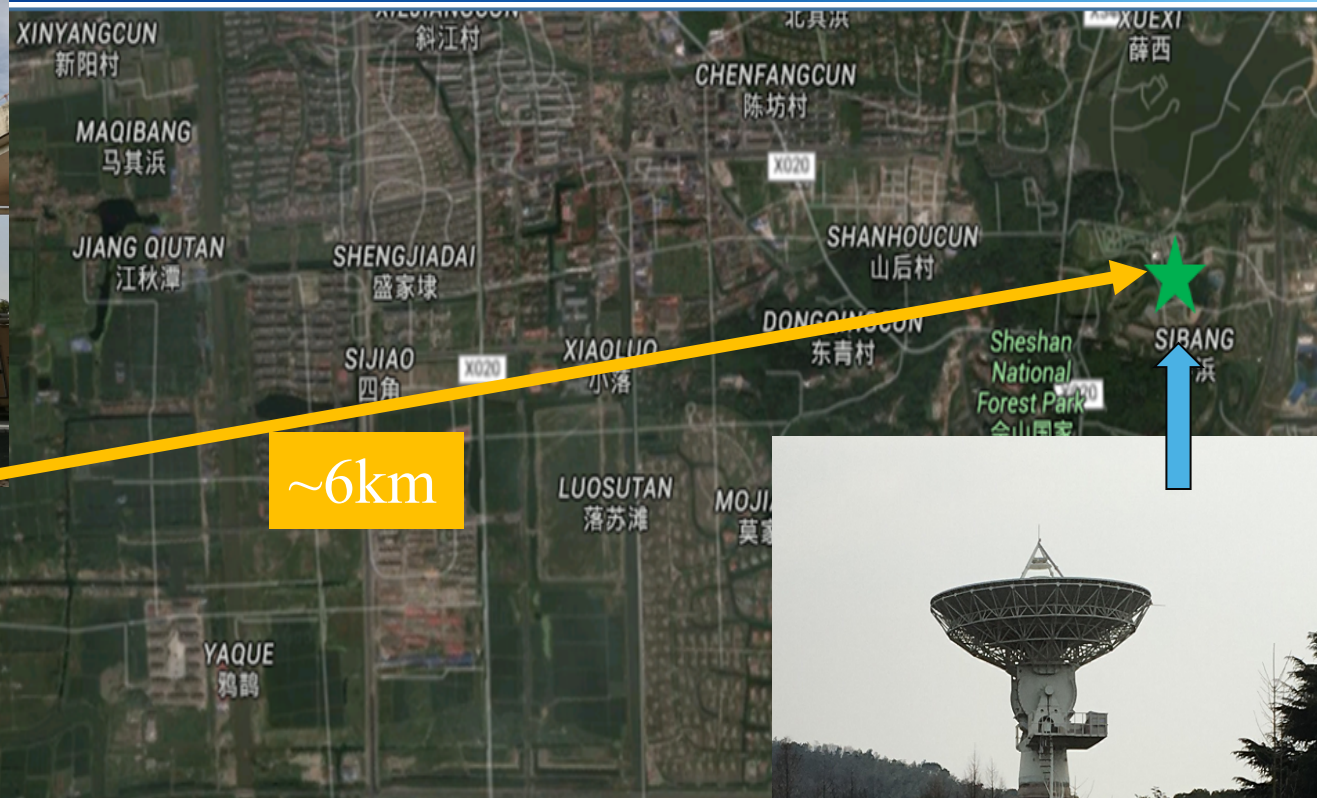 XINYANGCUN
新阳村
斜江村
北其浜
XUEXI
薛西
CHENFANGCUN
陈坊村
MAQIBANG
马其浜
X020
JIANG QIUTAN
江秋潭
SHENGJIADAI
盛家埭
SHANHOUCUN
山后村
DONGQINGCUN
东青村
SIJIAO
四角
X020
XIAOLUO
小落
Sheshan
National
Forest Park
SIBANG
浜
~6km
LUOSUTAN
落苏滩
YAQUE
鸦鹊